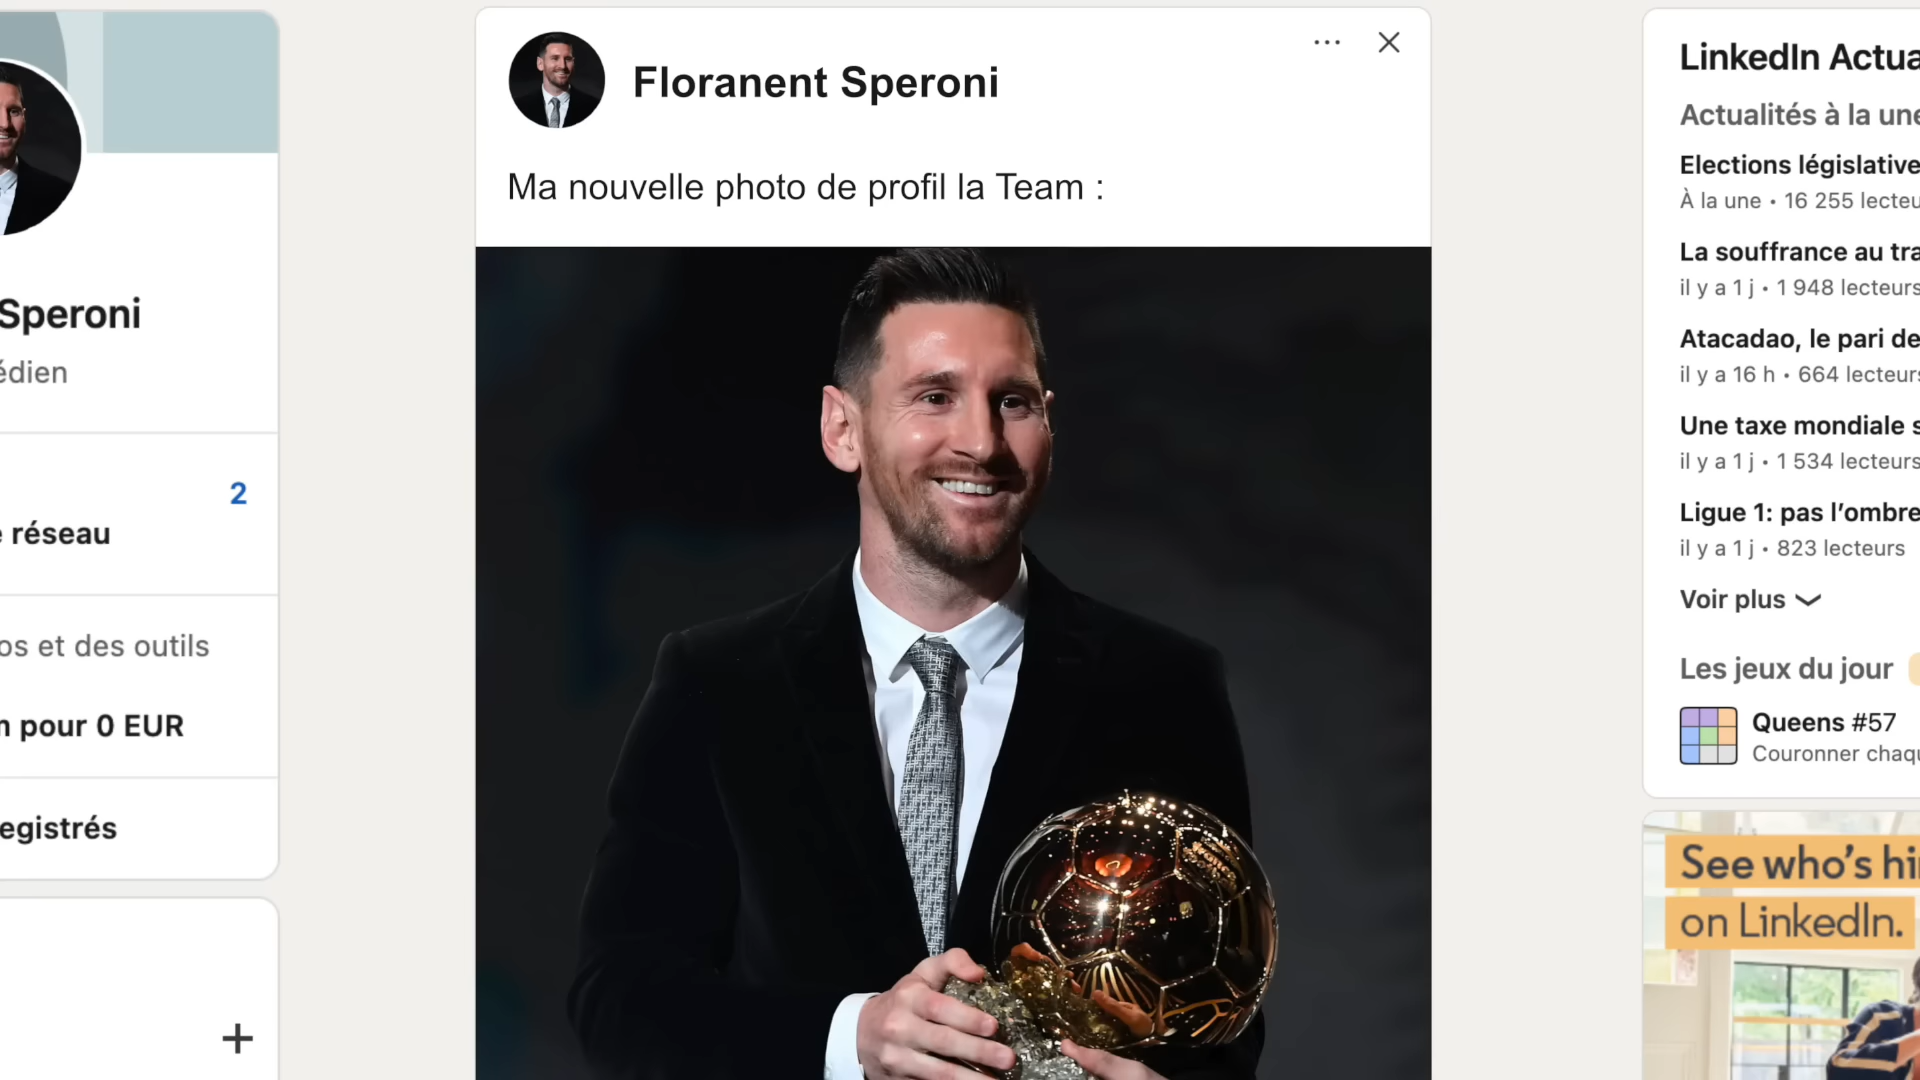 Speroni
édien
2
réseau
os et des outils
pour 0 EUR
egistrés
Floranent Speroni
Ma nouvelle photo de profil la Team :
LinkedIn Actua
Actualités à la une
Elections législative
À la une • 16 255 lecteu
La souffrance au tra
il y a 1 j • 1 948 lecteurs
Atacadao, le pari de
il y a 16 h • 664 lecteurs
Une taxe mondiale s
il y a 1 j • 1 534 lecteurs
Ligue 1: pas l’ombre
il y a 1 j • 823 lecteurs
Voir plus
Les jeux du jour
Queens #57
Couronner chaqu
See who’s hi
on LinkedIn.